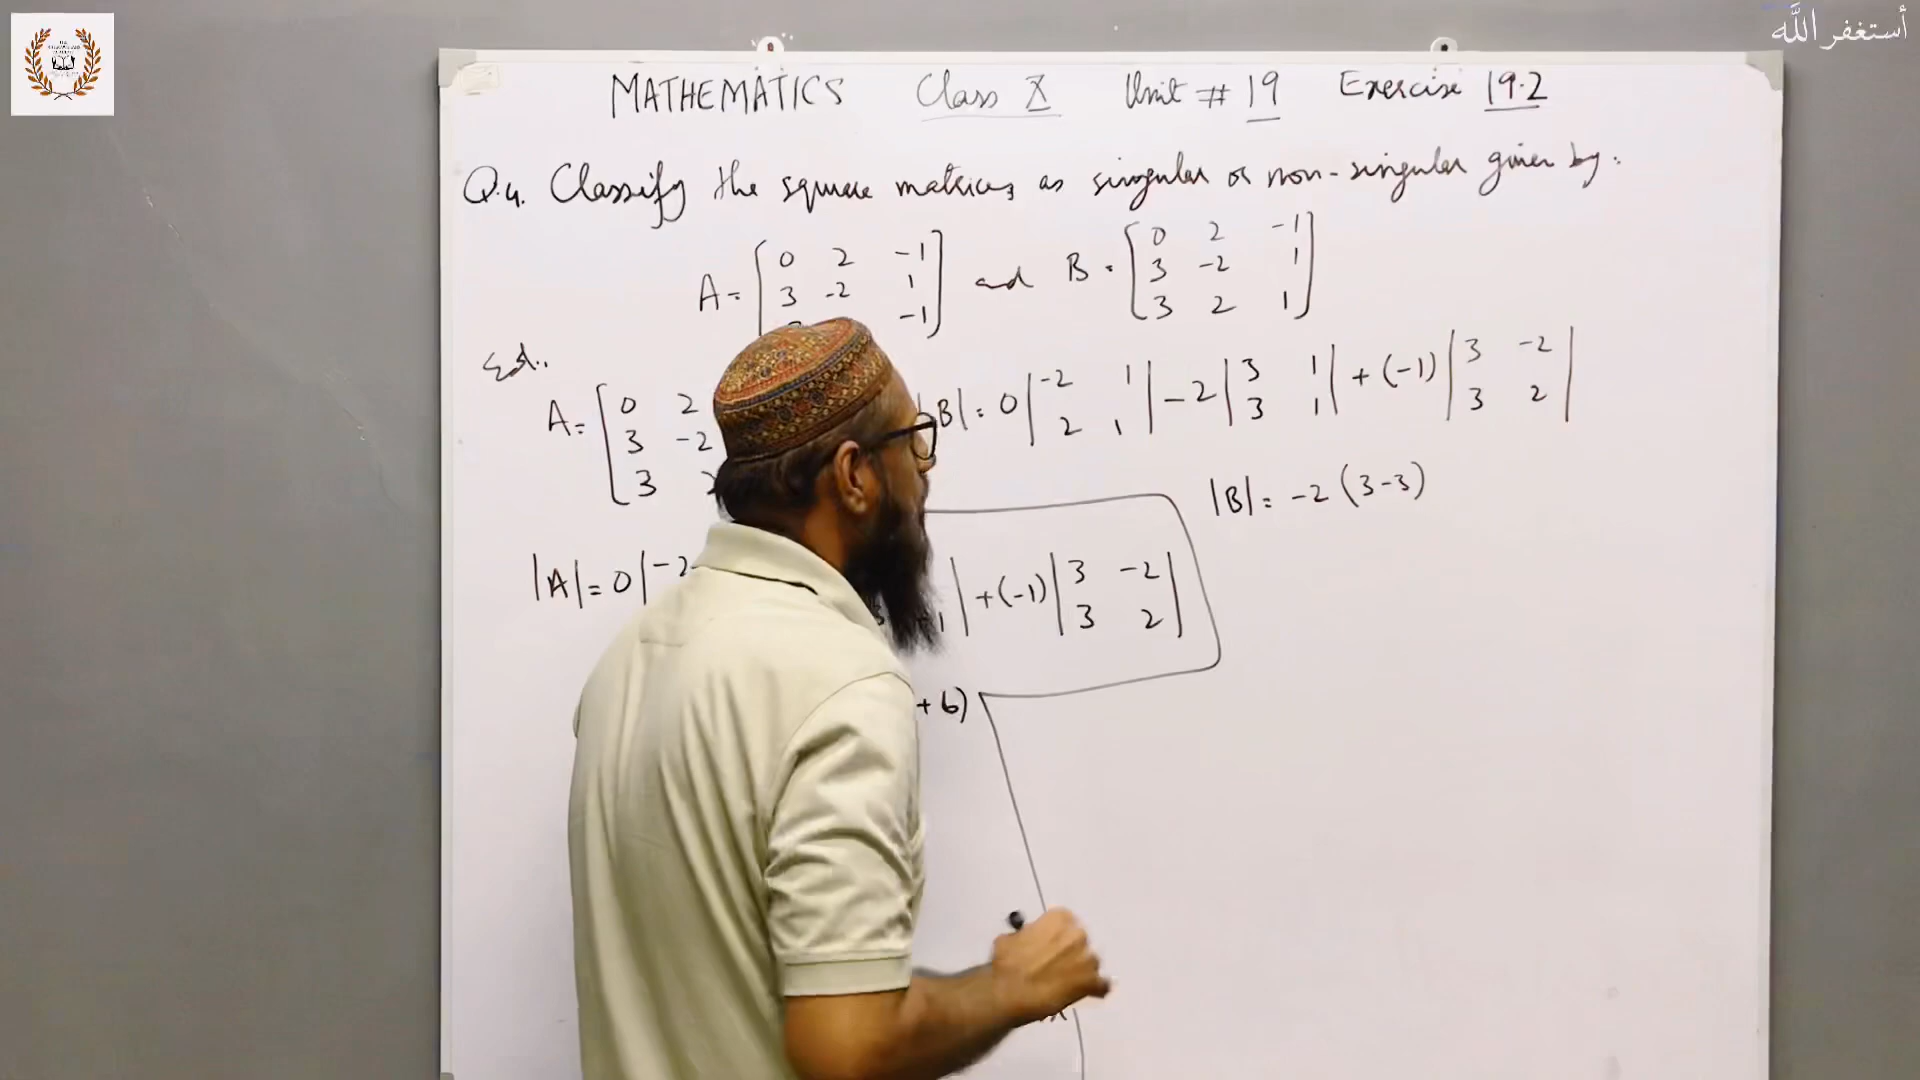 أستغفر الله
MATHEMATICS Class X Unit # 19 Exercise 19.2
Q.4. Classify the square matrices as singular or non-singular given by:
A = [ 0 2 -1
3 -2 1
-1 ]
and B = [ 0 2 -1
3 -2 1
3 2 1 ]
Sol:
A = [ 0 2
3 -2
3
|B| = 0 | -2 1
2 1 | - 2 | 3 1
3 1 | + (-1) | 3 -2
3 2 |
|B| = -2 (3-3)
|A| = 0 | -2
| + (-1) | 3 -2
3 2 |
+ 6)